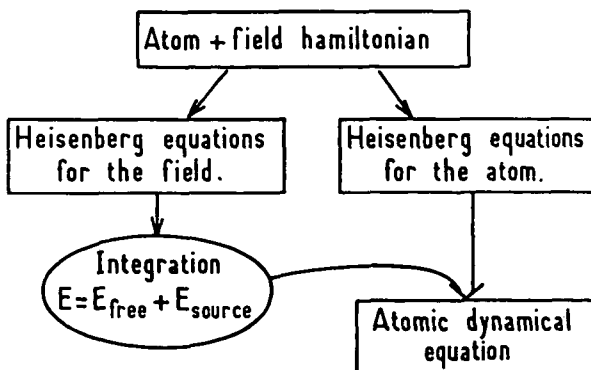 Atom + field hamiltonian
Heisenberg equations
for the field.
Heisenberg equations
for the atom.
Integration
E = E_free + E_source
Atomic dynamical
equation